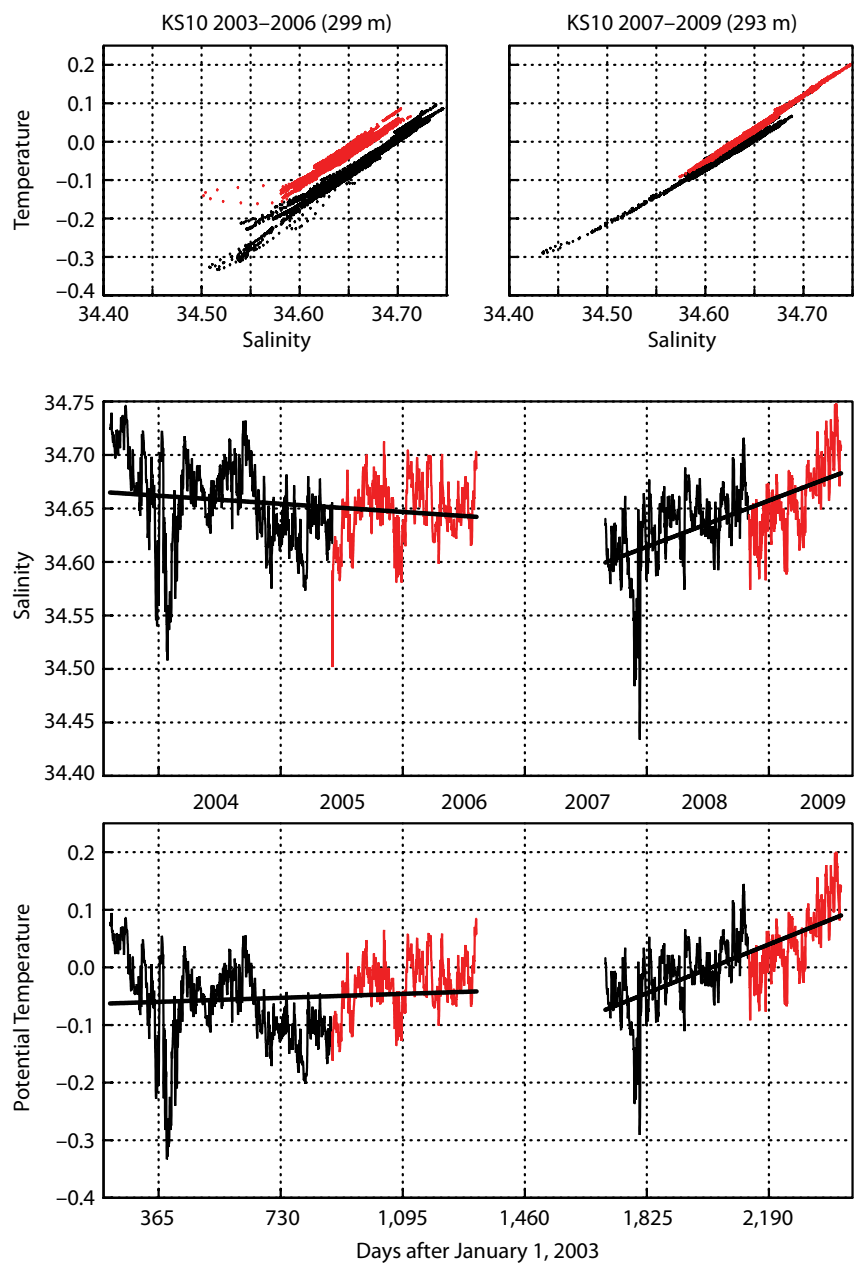 KS10 2003–2006 (299 m)
KS10 2007–2009 (293 m)
Temperature
0.2
0.1
0.0
–0.1
–0.2
–0.3
–0.4
34.40 34.50 34.60 34.70
34.40 34.50 34.60 34.70
Salinity
Salinity
Salinity
34.75
34.70
34.65
34.60
34.55
34.50
34.45
34.40
2004 2005 2006 2007 2008 2009
Potential Temperature
0.2
0.1
0.0
–0.1
–0.2
–0.3
–0.4
365 730 1,095 1,460 1,825 2,190
Days after January 1, 2003